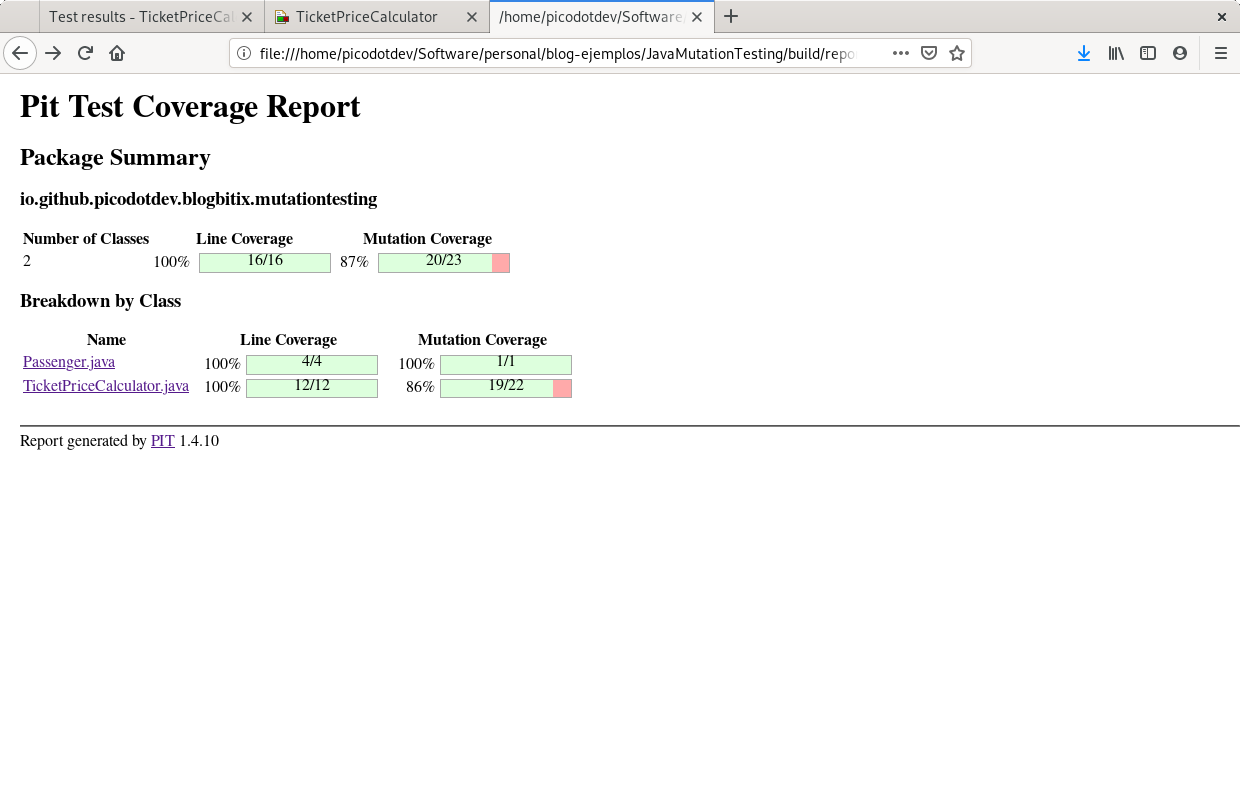 Test results - TicketPriceCal
TicketPriceCalculator
/home/picodotdev/Software/
file:///home/picodotdev/Software/personal/blog-ejemplos/JavaMutationTesting/build/repo
Pit Test Coverage Report
Package Summary
io.github.picodotdev.blogbitix.mutationtesting
Number of Classes Line Coverage Mutation Coverage
2 100% 16/16 87% 20/23
Breakdown by Class
Name Line Coverage Mutation Coverage
Passenger.java 100% 4/4 100% 1/1
TicketPriceCalculator.java 100% 12/12 86% 19/22
Report generated by PIT 1.4.10